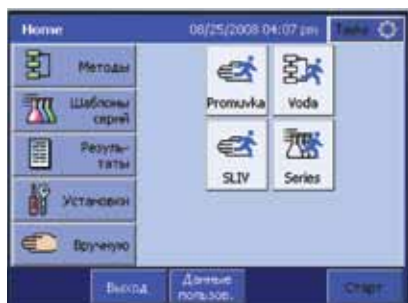 Home 08/25/2008 04:07 pm Tasks
Методы
Шаблоны
серий
Резуль-
таты
Установки
Вручную
Promuvka Voda
SLIV Series
Выход Данные
пользов. Старт